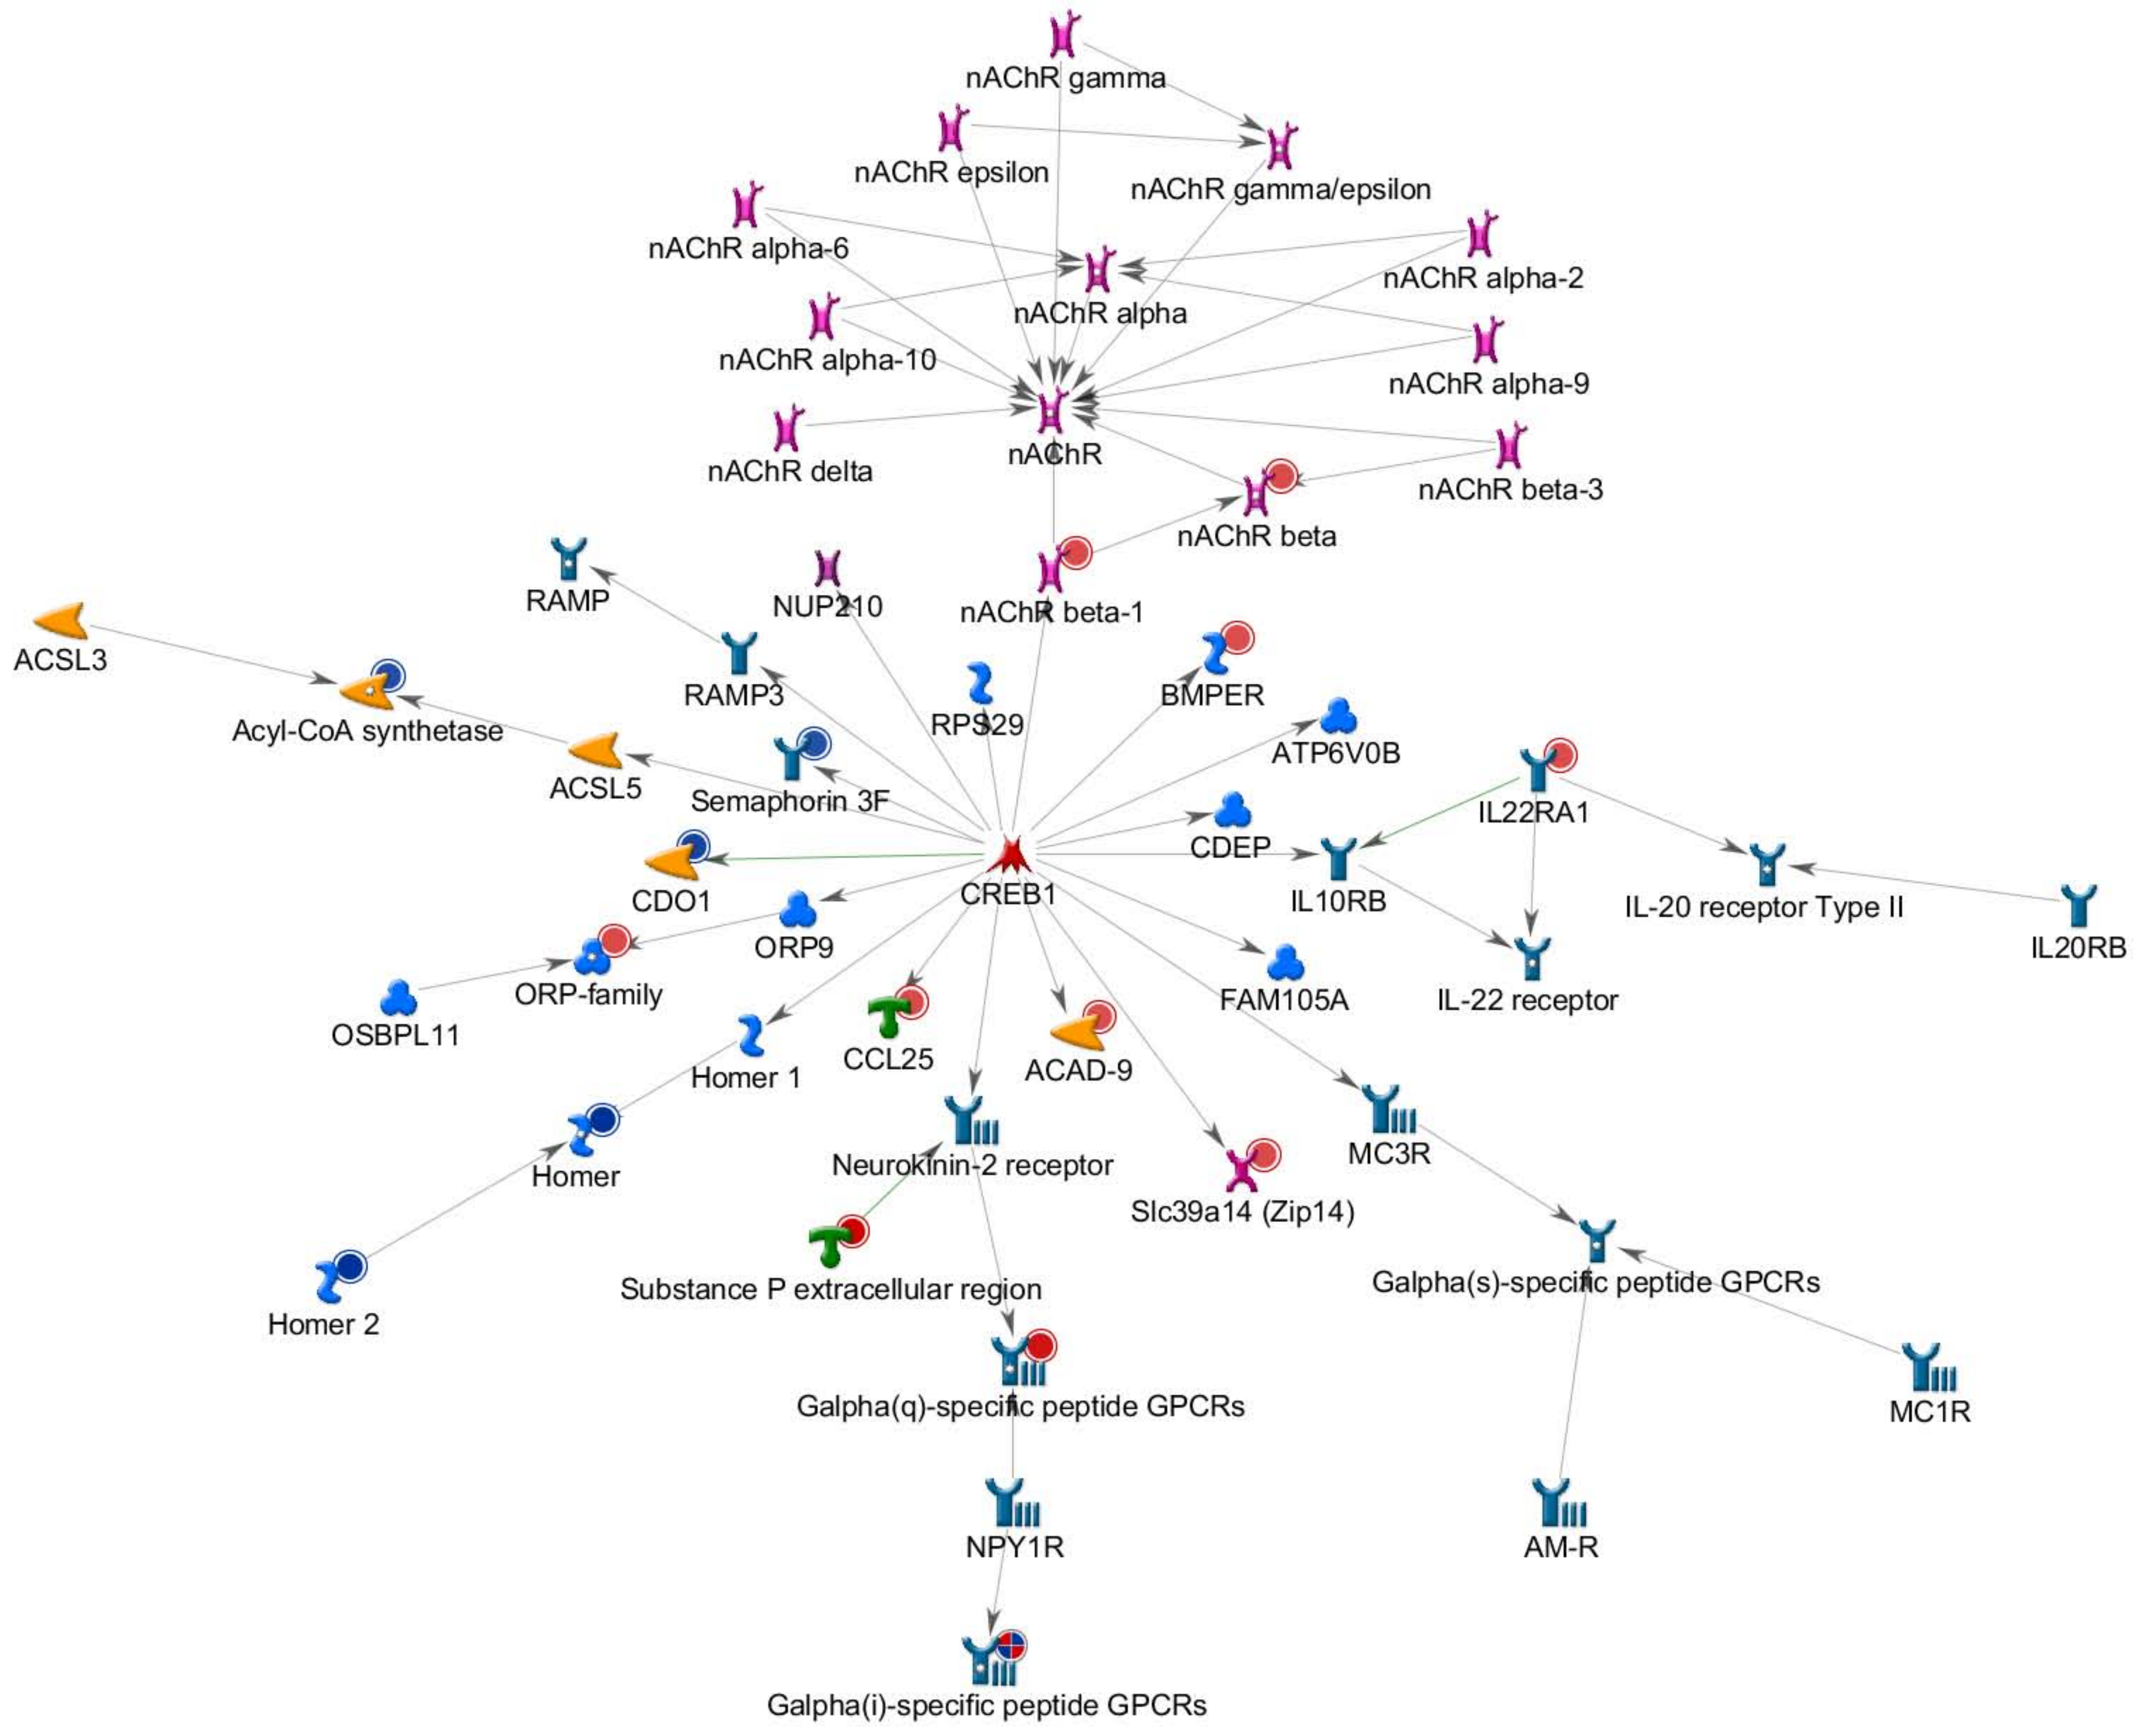 nAChR gamma
nAChR epsilon
nAChR gamma/epsilon
nAChR alpha-6
nAChR alpha-2
nAChR alpha
nAChR alpha-10
nAChR alpha-9
nAChR
nAChR delta
nAChR beta-3
nAChR beta
RAMP
NUP210
nAChR beta-1
ACSL3
RAMP3
BMPER
RPS29
Acyl-CoA synthetase
ATP6V0B
ACSL5
Semaphorin 3F
IL22RA1
CDEP
CDO1
CREB1
IL10RB
IL-20 receptor Type II
ORP9
IL20RB
ORP-family
FAM105A
IL-22 receptor
OSBPL11
CCL25
ACAD-9
Homer 1
MC3R
Neurokinin-2 receptor
Homer
Slc39a14 (Zip14)
Substance P extracellular region
Galpha(s)-specific peptide GPCRs
Homer 2
Galpha(q)-specific peptide GPCRs
MC1R
NPY1R
AM-R
Galpha(i)-specific peptide GPCRs